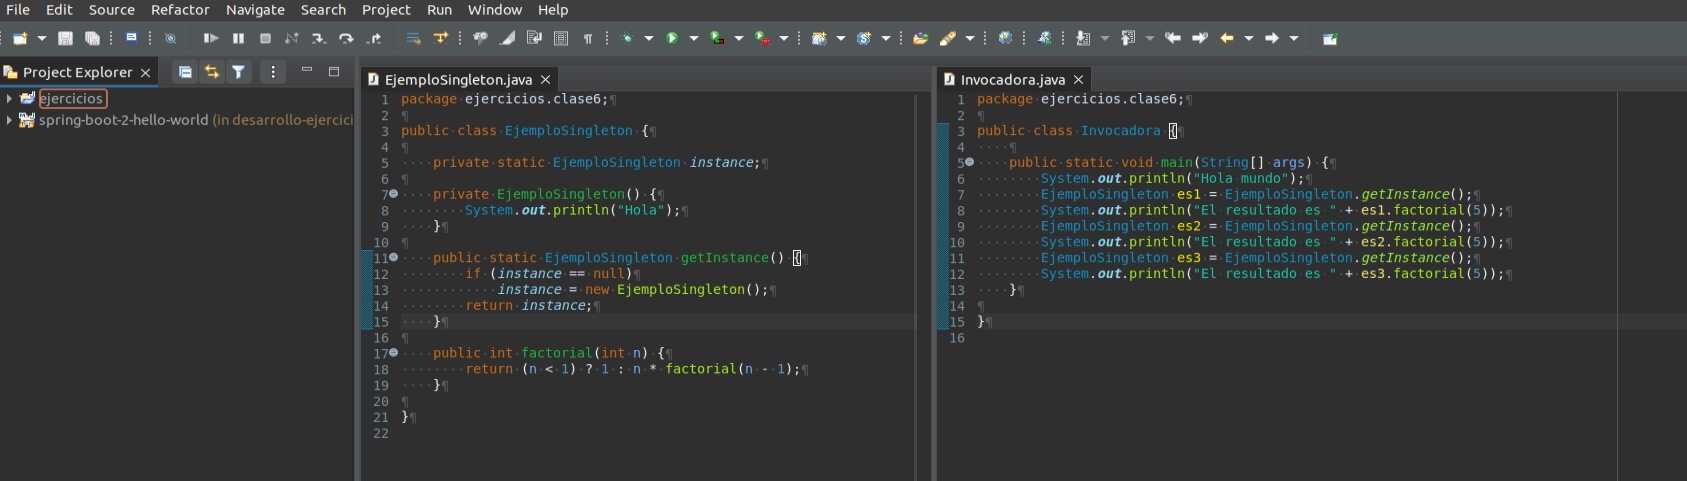 File Edit Source Refactor Navigate Search Project Run Window Help
Project Explorer
ejercicios
spring-boot-2-hello-world (in desarrollo-ejercici
EjemploSingleton.java
1 package ejercicios.clase6;¶
2 ¶
3 public class EjemploSingleton {¶
4 ¶
5 private static EjemploSingleton instance;¶
6 ¶
7 private EjemploSingleton() {¶
8 System.out.println("Hola");¶
9 }¶
10 ¶
11 public static EjemploSingleton getInstance() {¶
12 if (instance == null)¶
13 instance = new EjemploSingleton();¶
14 return instance;¶
15 }¶
16 ¶
17 public int factorial(int n) {¶
18 return (n < 1) ? 1 : n * factorial(n - 1);¶
19 }¶
20 ¶
21 }¶
22
Invocadora.java
1 package ejercicios.clase6;¶
2 ¶
3 public class Invocadora {¶
4 ¶
5 public static void main(String[] args) {¶
6 System.out.println("Hola mundo");¶
7 EjemploSingleton es1 = EjemploSingleton.getInstance();¶
8 System.out.println("El resultado es " + es1.factorial(5));¶
9 EjemploSingleton es2 = EjemploSingleton.getInstance();¶
10 System.out.println("El resultado es " + es2.factorial(5));¶
11 EjemploSingleton es3 = EjemploSingleton.getInstance();¶
12 System.out.println("El resultado es " + es3.factorial(5));¶
13 }¶
14 ¶
15 }¶
16